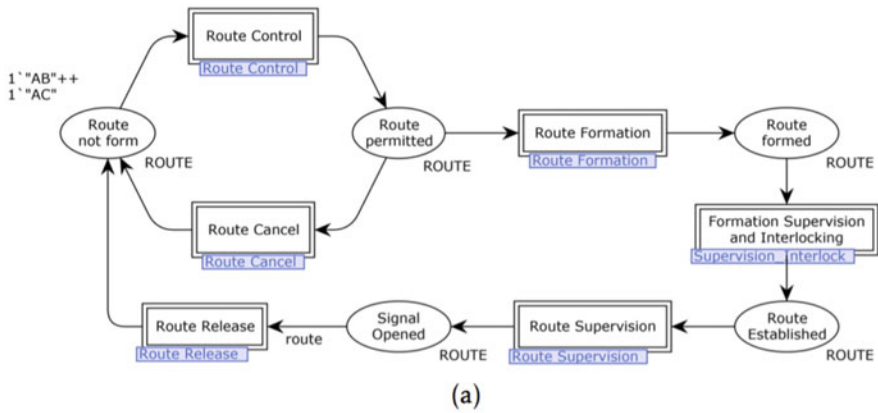 Route Control
Route Control
1`"AB"++
1`"AC"
Route
not form
ROUTE
Route
permitted
ROUTE
Route Formation
Route Formation
Route
formed
ROUTE
Route Cancel
Route Cancel
Formation Supervision
and Interlocking
Supervision_Interlock
Route Release
Route Release
route
Signal
Opened
ROUTE
Route Supervision
Route Supervision
Route
Established
ROUTE
(a)